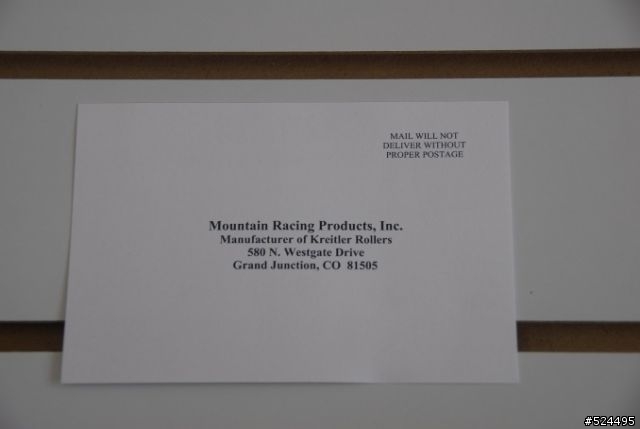 MAIL WILL NOT
DELIVER WITHOUT
PROPER POSTAGE
Mountain Racing Products, Inc.
Manufacturer of Kreitler Rollers
580 N. Westgate Drive
Grand Junction, CO 81505
#524495